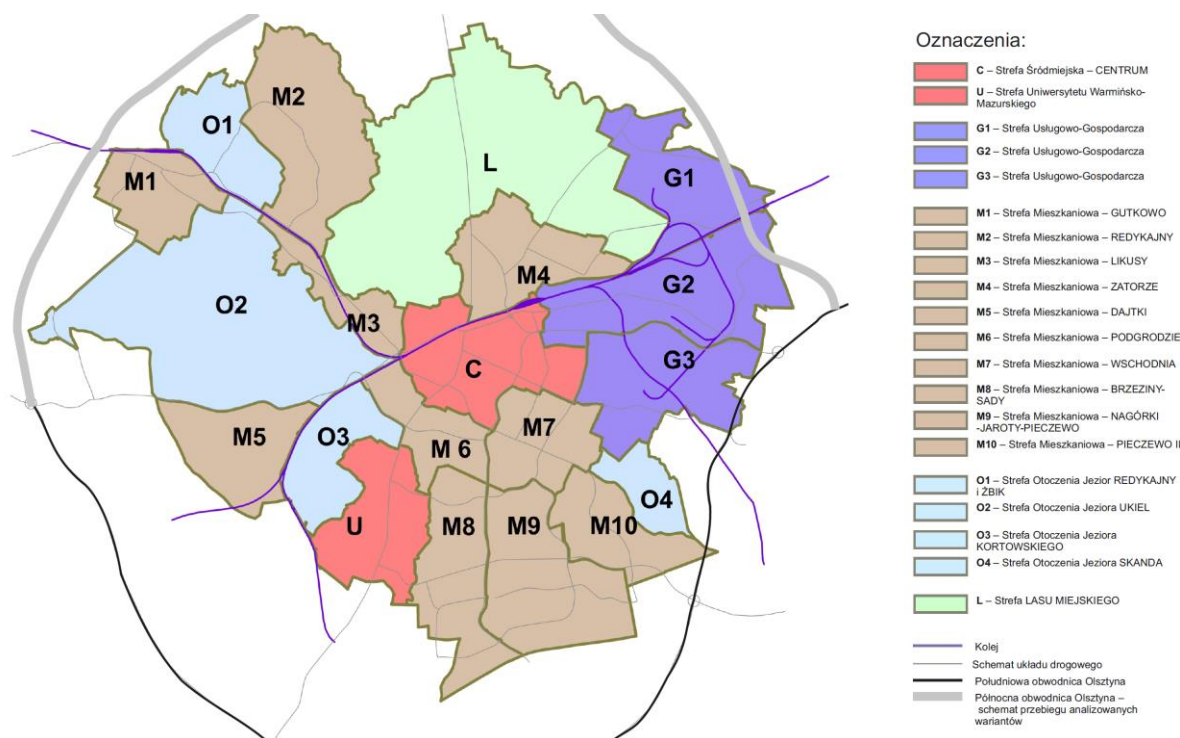 Oznaczenia:
C – Strefa Śródmiejska – CENTRUM
U – Strefa Uniwersytetu Warmińsko-
Mazurskiego
G1 – Strefa Usługowo-Gospodarcza
G2 – Strefa Usługowo-Gospodarcza
G3 – Strefa Usługowo-Gospodarcza
M1 – Strefa Mieszkaniowa – GUTKOWO
M2 – Strefa Mieszkaniowa – REDYKAJNY
M3 – Strefa Mieszkaniowa – LIKUSY
M4 – Strefa Mieszkaniowa – ZATORZE
M5 – Strefa Mieszkaniowa – DAJTKI
M6 – Strefa Mieszkaniowa – PODGRODZIE
M7 – Strefa Mieszkaniowa – WSCHODNIA
M8 – Strefa Mieszkaniowa – BRZEZINY-
SADY
M9 – Strefa Mieszkaniowa – NAGÓRKI
-JAROTY-PIECZEWO
M10 – Strefa Mieszkaniowa – PIECZEWO II
O1 – Strefa Otoczenia Jezior REDYKAJNY
i ŻBIK
O2 – Strefa Otoczenia Jeziora UKIEL
O3 – Strefa Otoczenia Jeziora
KORTOWSKIEGO
O4 – Strefa Otoczenia Jeziora SKANDA
L – Strefa LASU MIEJSKIEGO
Kolej
Schemat układu drogowego
Południowa obwodnica Olsztyna
Północna obwodnica Olsztyna –
schemat przebiegu analizowanych
wariantów
M2
O1
L
M1
G1
M4
G2
O2
M3
G3
C
M5
O3
M 6
M7
O4
U
M8
M9
M10